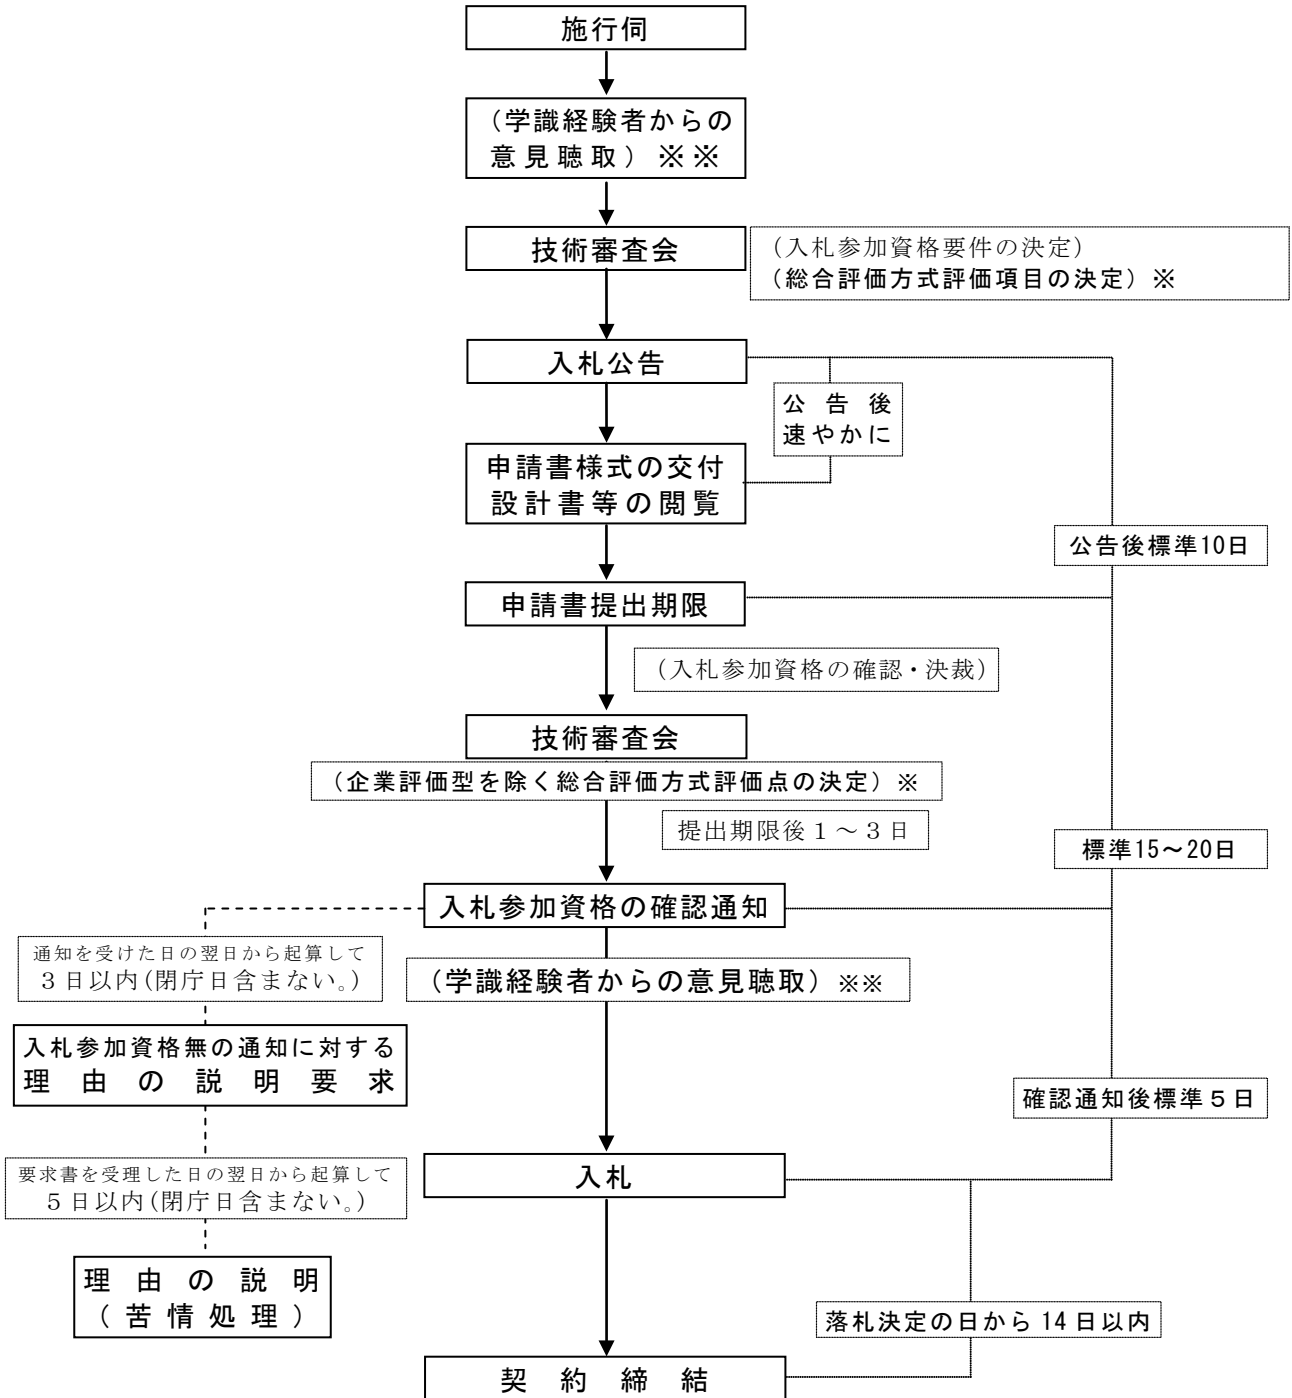 施行伺
（学識経験者からの
意見聴取）※※
技術審査会
（入札参加資格要件の決定）
（総合評価方式評価項目の決定）※
入札公告
公告後
速やかに
申請書様式の交付
設計書等の閲覧
公告後標準10日
申請書提出期限
（入札参加資格の確認・決裁）
技術審査会
（企業評価型を除く総合評価方式評価点の決定）※
提出期限後１～３日
標準15～20日
入札参加資格の確認通知
通知を受けた日の翌日から起算して
３日以内(閉庁日含まない。)
（学識経験者からの意見聴取）※※
入札参加資格無の通知に対する
理由の説明要求
確認通知後標準５日
入札
要求書を受理した日の翌日から起算して
５日以内(閉庁日含まない。)
理由の説明
（苦情処理）
落札決定の日から14日以内
契約締結